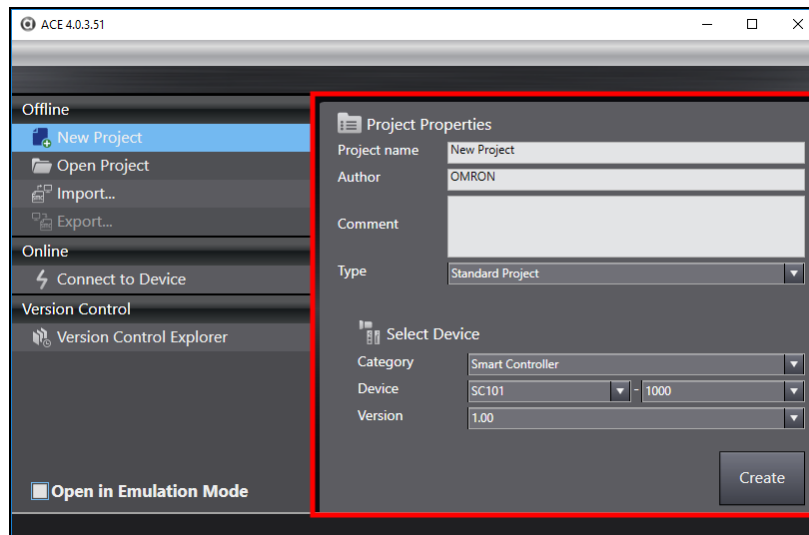 ACE 4.0.3.51
Offline
New Project
Open Project
Import...
Export...
Online
Connect to Device
Version Control
Version Control Explorer
Open in Emulation Mode
Project Properties
Project name New Project
Author OMRON
Comment
Type Standard Project
Select Device
Category Smart Controller
Device SC101 - 1000
Version 1.00
Create